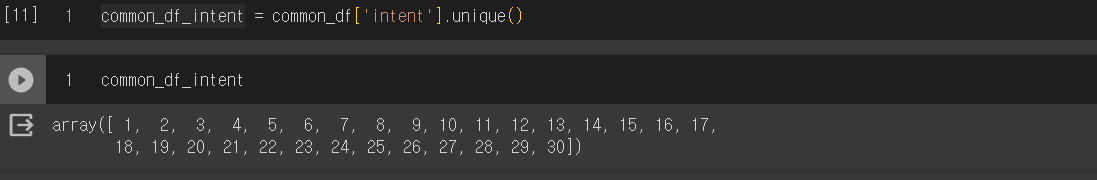 [11] 1 common_df_intent = common_df['intent'].unique()
1 common_df_intent
array([ 1, 2, 3, 4, 5, 6, 7, 8, 9, 10, 11, 12, 13, 14, 15, 16, 17,
18, 19, 20, 21, 22, 23, 24, 25, 26, 27, 28, 29, 30])